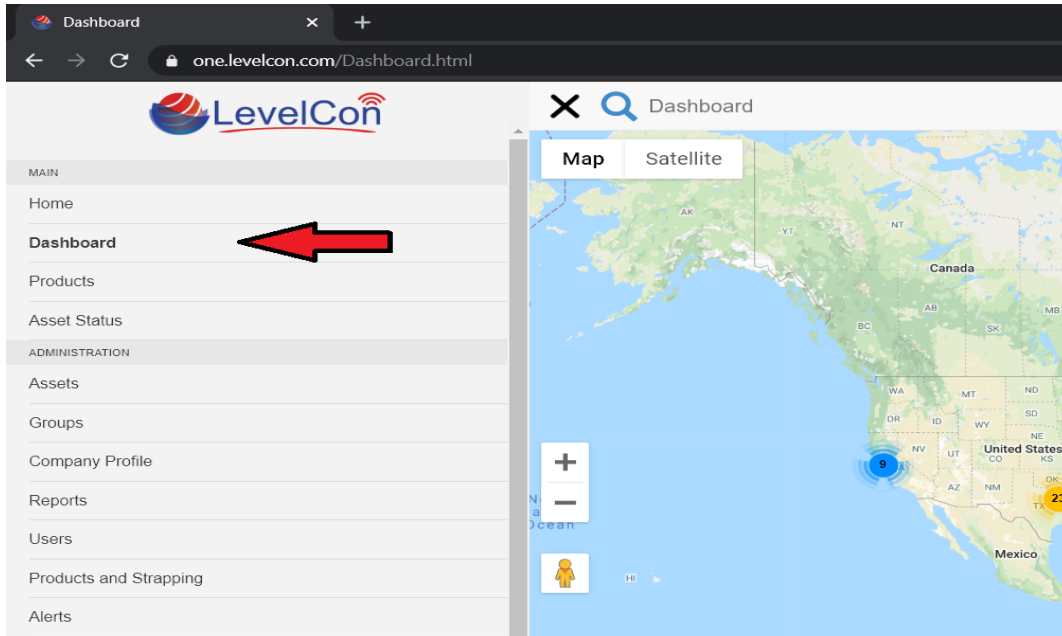 Dashboard
one.levelcon.com/Dashboard.html
LevelCon
Dashboard
MAIN
Home
Dashboard
Products
Asset Status
ADMINISTRATION
Assets
Groups
Company Profile
Reports
Users
Products and Strapping
Alerts
Map
Satellite
AK
YT
NT
Canada
AB
MB
BC
SK
WA
MT
ND
OR
ID
SD
WY
NE
NV
UT
United States
CO
KS
9
AZ
NM
OK
TX
23
Ocean
Mexico
HI